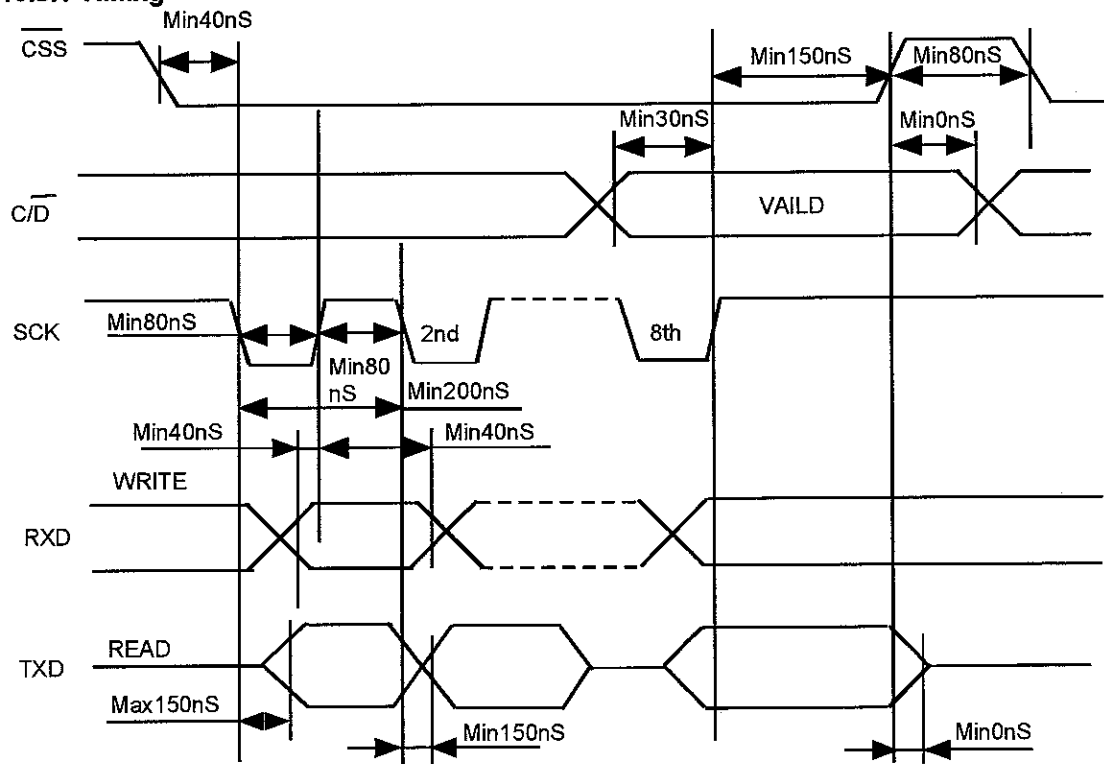 Min40nS
CSS
Min150nS
Min80nS
Min30nS
Min0nS
C/D
VAILD
SCK
Min80nS
2nd
8th
Min80
nS
Min200nS
Min40nS
Min40nS
WRITE
RXD
READ
TXD
Max150nS
Min150nS
Min0nS